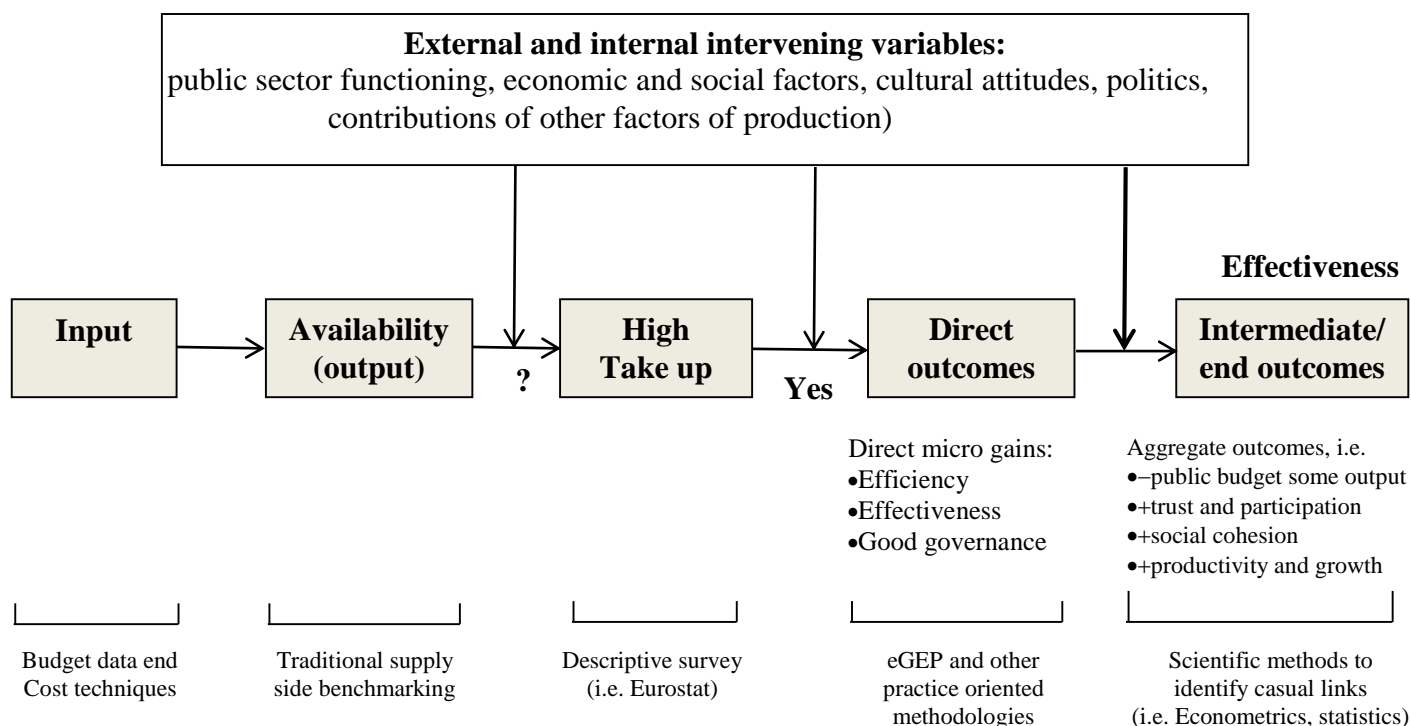 External and internal intervening variables:
public sector functioning, economic and social factors, cultural attitudes, politics,
contributions of other factors of production)
Effectiveness
Input
Availability
(output)
?
High
Take up
Yes
Direct
outcomes
Intermediate/
end outcomes
Direct micro gains:
•Efficiency
•Effectiveness
•Good governance
Aggregate outcomes, i.e.
•−public budget some output
•+trust and participation
•+social cohesion
•+productivity and growth
Budget data end
Cost techniques
Traditional supply
side benchmarking
Descriptive survey
(i.e. Eurostat)
eGEP and other
practice oriented
methodologies
Scientific methods to
identify casual links
(i.e. Econometrics, statistics)